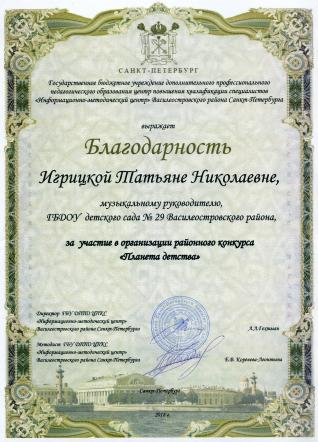 САНКТ-ПЕТЕРБУРГ
Государственное бюджетное учреждение дополнительного профессионального
педагогического образования центр повышения квалификации специалистов
«Информационно-методический центр» Василеостровского района Санкт-Петербурга
выражает
Благодарность
Игрицкой Татьяне Николаевне,
музыкальному руководителю,
ГБДОУ детского сада № 29 Василеостровского района,
за участие в организации районного конкурса
«Планета детства»
Директор ГБУ ДППО ЦПКС
«Информационно-методический центр»
Василеостровского района Санкт-Петербурга
А.А.Гохман
Методист ГБУ ДППО ЦПКС
«Информационно-методический центр»
Василеостровского района Санкт-Петербурга
Е.В. Королева-Леонтьева
Санкт-Петербург
2018 г.